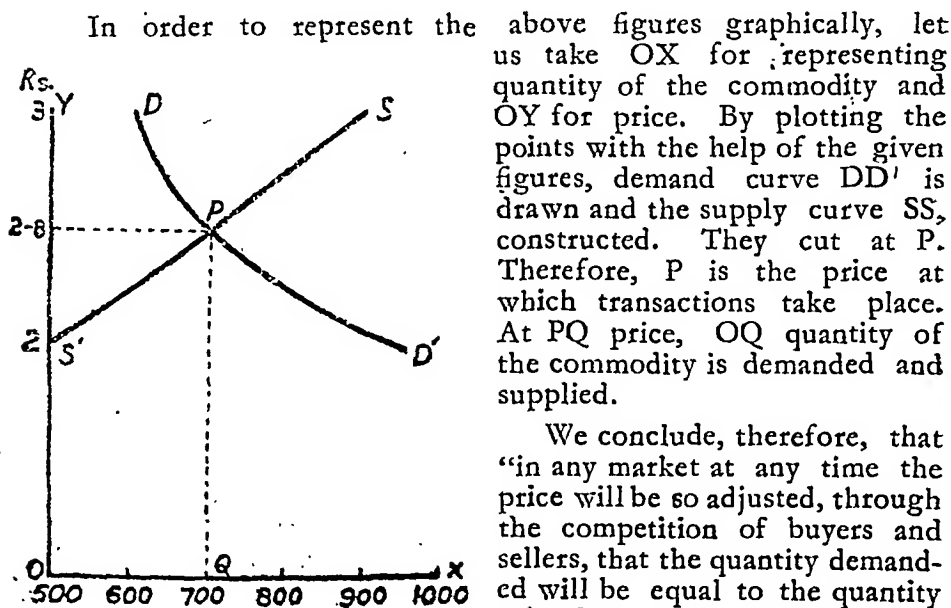 In order to represent the above figures graphically, let
us take OX for representing
quantity of the commodity and
OY for price. By plotting the
points with the help of the given
figures, demand curve DD' is
drawn and the supply curve SS,
constructed. They cut at P.
Therefore, P is the price at
which transactions take place.
At PQ price, OQ quantity of
the commodity is demanded and
supplied.
We conclude, therefore, that
"in any market at any time the
price will be so adjusted, through
the competition of buyers and
sellers, that the quantity demand-
ed will be equal to the quantity
Rs.
3 Y D S
P
2-8
2 S' D'
0 Q X
500 600 700 800 900 1000